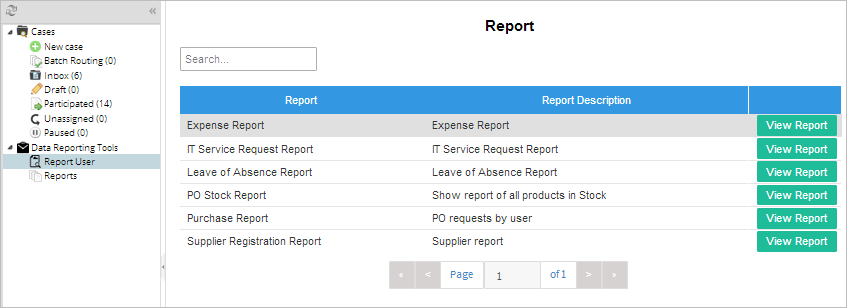 Cases
New case
Batch Routing (0)
Inbox (6)
Draft (0)
Participated (14)
Unassigned (0)
Paused (0)
Data Reporting Tools
Report User
Reports
Report
Search...
Report Report Description
Expense Report Expense Report View Report
IT Service Request Report IT Service Request Report View Report
Leave of Absence Report Leave of Absence Report View Report
PO Stock Report Show report of all products in Stock View Report
Purchase Report PO requests by user View Report
Supplier Registration Report Supplier report View Report
« < Page 1 of 1 > »